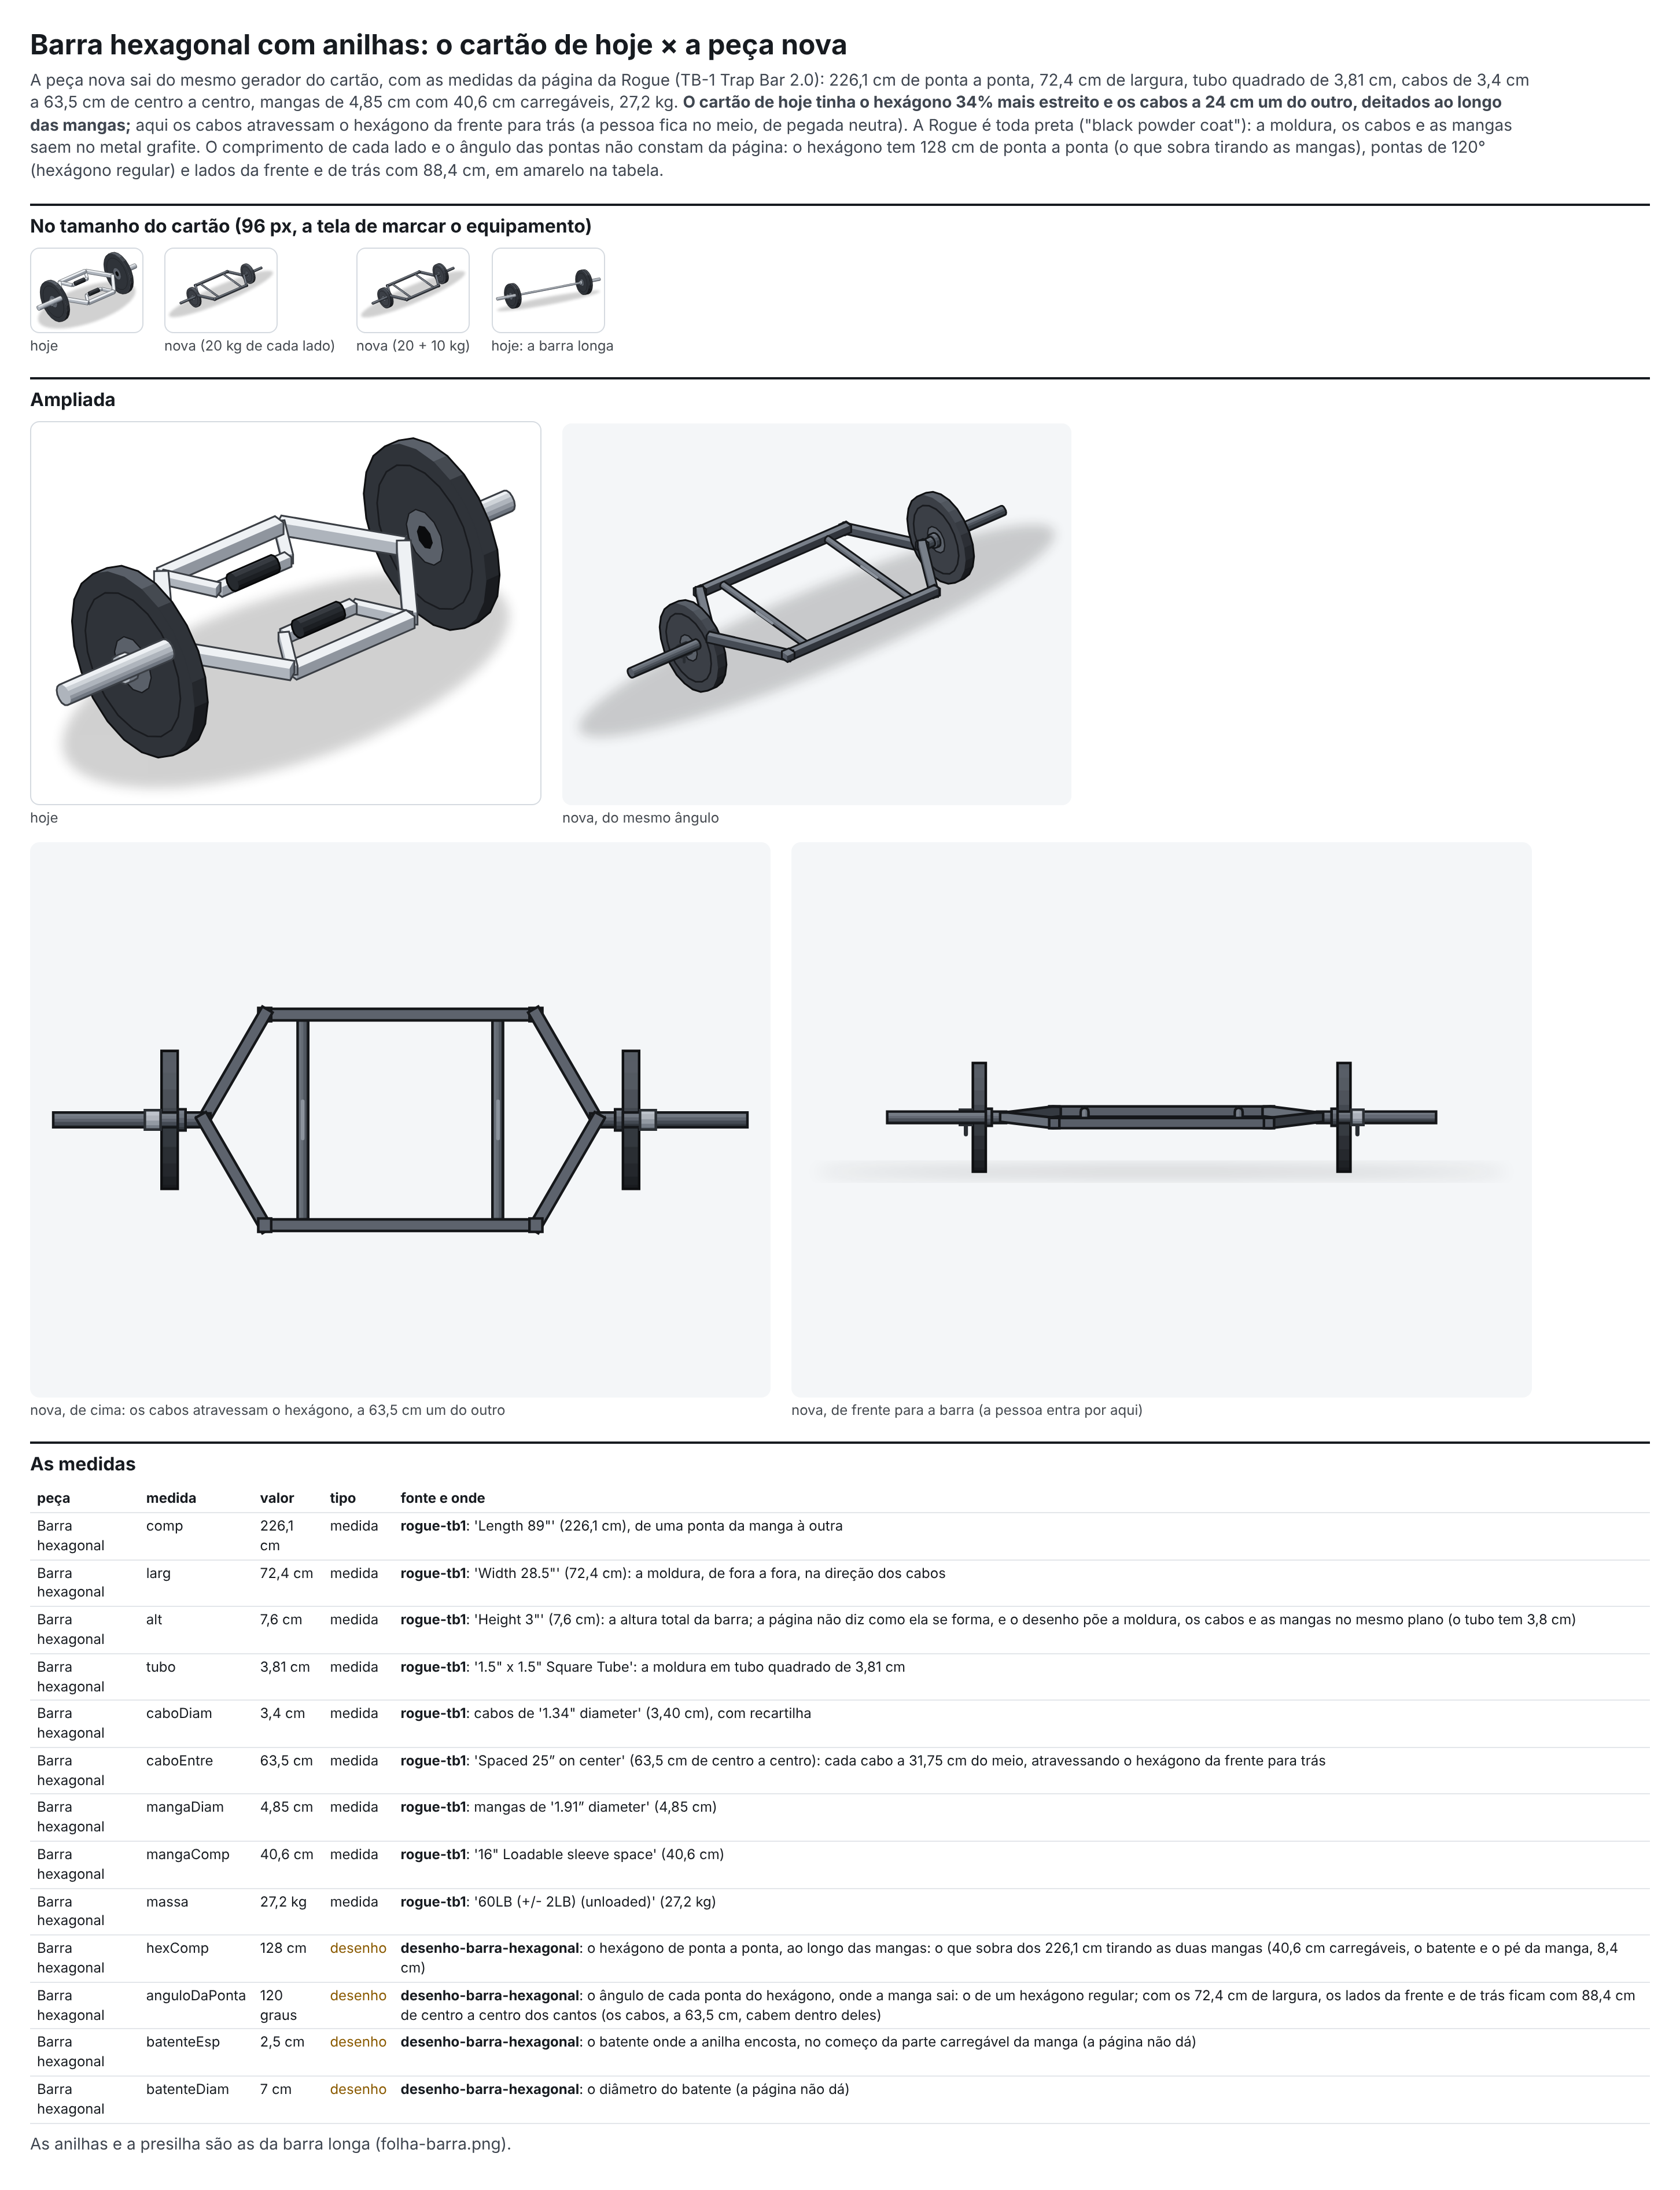 Barra hexagonal com anilhas: o cartão de hoje × a peça nova
A peça nova sai do mesmo gerador do cartão, com as medidas da página da Rogue (TB-1 Trap Bar 2.0): 226,1 cm de ponta a ponta, 72,4 cm de largura, tubo quadrado de 3,81 cm, cabos de 3,4 cm
a 63,5 cm de centro a centro, mangas de 4,85 cm com 40,6 cm carregáveis, 27,2 kg. O cartão de hoje tinha o hexágono 34% mais estreito e os cabos a 24 cm um do outro, deitados ao longo
das mangas; aqui os cabos atravessam o hexágono da frente para trás (a pessoa fica no meio, de pegada neutra). A Rogue é toda preta ("black powder coat"): a moldura, os cabos e as mangas
saem no metal grafite. O comprimento de cada lado e o ângulo das pontas não constam da página: o hexágono tem 128 cm de ponta a ponta (o que sobra tirando as mangas), pontas de 120°
(hexágono regular) e lados da frente e de trás com 88,4 cm, em amarelo na tabela.
No tamanho do cartão (96 px, a tela de marcar o equipamento)
hoje
nova (20 kg de cada lado)
nova (20 + 10 kg)
hoje: a barra longa
Ampliada
hoje
nova, do mesmo ângulo
nova, de cima: os cabos atravessam o hexágono, a 63,5 cm um do outro
nova, de frente para a barra (a pessoa entra por aqui)
As medidas
peça medida valor tipo fonte e onde
Barra hexagonal comp 226,1 cm medida rogue-tb1: 'Length 89"' (226,1 cm), de uma ponta da manga à outra
Barra hexagonal larg 72,4 cm medida rogue-tb1: 'Width 28.5"' (72,4 cm): a moldura, de fora a fora, na direção dos cabos
Barra hexagonal alt 7,6 cm medida rogue-tb1: 'Height 3"' (7,6 cm): a altura total da barra; a página não diz como ela se forma, e o desenho põe a moldura, os cabos e as mangas no mesmo plano (o tubo tem 3,8 cm)
Barra hexagonal tubo 3,81 cm medida rogue-tb1: '1.5" x 1.5" Square Tube': a moldura em tubo quadrado de 3,81 cm
Barra hexagonal caboDiam 3,4 cm medida rogue-tb1: cabos de '1.34" diameter' (3,40 cm), com recartilha
Barra hexagonal caboEntre 63,5 cm medida rogue-tb1: 'Spaced 25” on center' (63,5 cm de centro a centro): cada cabo a 31,75 cm do meio, atravessando o hexágono da frente para trás
Barra hexagonal mangaDiam 4,85 cm medida rogue-tb1: mangas de '1.91” diameter' (4,85 cm)
Barra hexagonal mangaComp 40,6 cm medida rogue-tb1: '16" Loadable sleeve space' (40,6 cm)
Barra hexagonal massa 27,2 kg medida rogue-tb1: '60LB (+/- 2LB) (unloaded)' (27,2 kg)
Barra hexagonal hexComp 128 cm desenho desenho-barra-hexagonal: o hexágono de ponta a ponta, ao longo das mangas: o que sobra dos 226,1 cm tirando as duas mangas (40,6 cm carregáveis, o batente e o pé da manga, 8,4
cm)
Barra hexagonal anguloDaPonta 120 graus desenho desenho-barra-hexagonal: o ângulo de cada ponta do hexágono, onde a manga sai: o de um hexágono regular; com os 72,4 cm de largura, os lados da frente e de trás ficam com 88,4 cm
de centro a centro dos cantos (os cabos, a 63,5 cm, cabem dentro deles)
Barra hexagonal batenteEsp 2,5 cm desenho desenho-barra-hexagonal: o batente onde a anilha encosta, no começo da parte carregável da manga (a página não dá)
Barra hexagonal batenteDiam 7 cm desenho desenho-barra-hexagonal: o diâmetro do batente (a página não dá)
As anilhas e a presilha são as da barra longa (folha-barra.png).